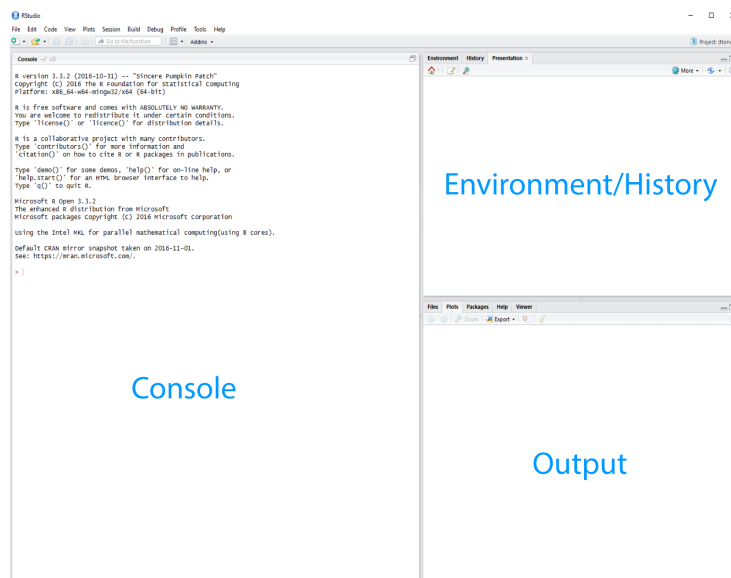 RStudio
File Edit Code View Plots Session Build Debug Profile Tools Help
Go to file/function Addins Project: (None
Console ~/
R version 3.3.2 (2016-10-31) -- "Sincere Pumpkin Patch"
Copyright (C) 2016 The R Foundation for Statistical Computing
Platform: x86_64-w64-mingw32/x64 (64-bit)
R is free software and comes with ABSOLUTELY NO WARRANTY.
You are welcome to redistribute it under certain conditions.
Type 'license()' or 'licence()' for distribution details.
R is a collaborative project with many contributors.
Type 'contributors()' for more information and
'citation()' on how to cite R or R packages in publications.
Type 'demo()' for some demos, 'help()' for on-line help, or
'help.start()' for an HTML browser interface to help.
Type 'q()' to quit R.
Microsoft R Open 3.3.2
The enhanced R distribution from Microsoft
Microsoft packages Copyright (C) 2016 Microsoft Corporation
Using the Intel MKL for parallel mathematical computing(using 8 cores).
Default CRAN mirror snapshot taken on 2016-11-01.
See: https://mran.microsoft.com/.
>
Console
Environment History Presentation
More
Environment/History
Files Plots Packages Help Viewer
Zoom Export
Output